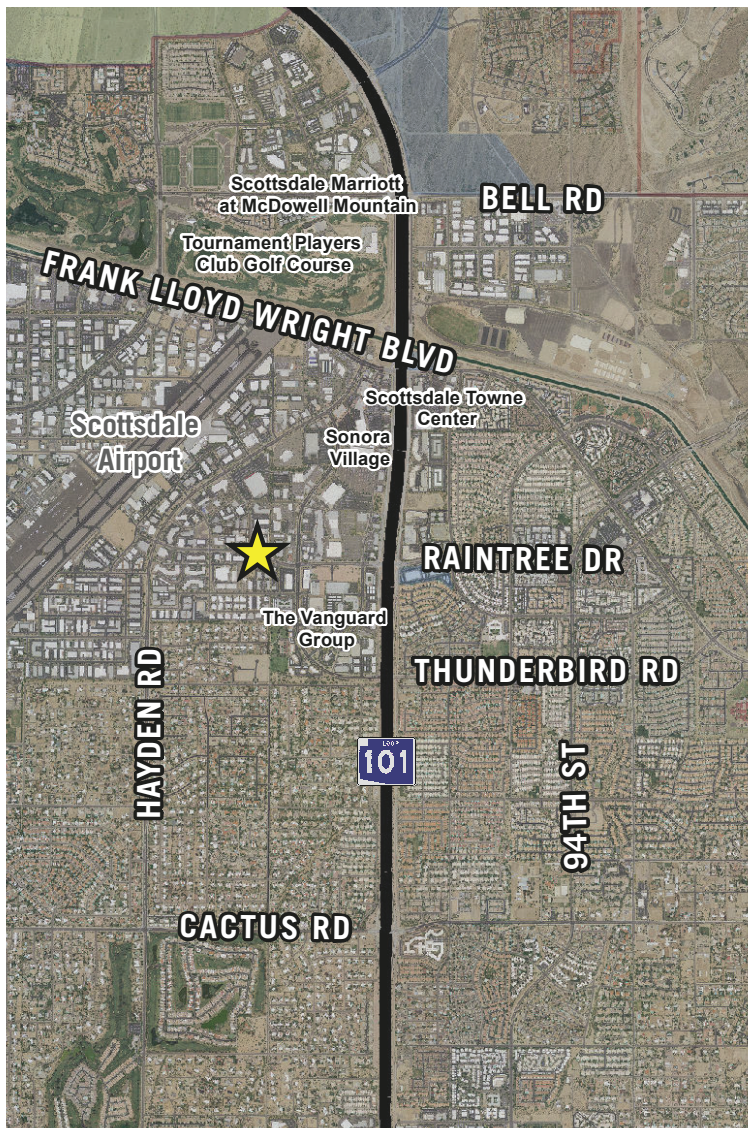 Scottsdale Marriott
at McDowell Mountain
BELL RD
Tournament Players
Club Golf Course
FRANK LLOYD WRIGHT BLVD
Scottsdale Towne
Center
Scottsdale
Airport
Sonora
Village
RAINTREE DR
The Vanguard
Group
THUNDERBIRD RD
HAYDEN RD
LOOP
101
94TH ST
CACTUS RD